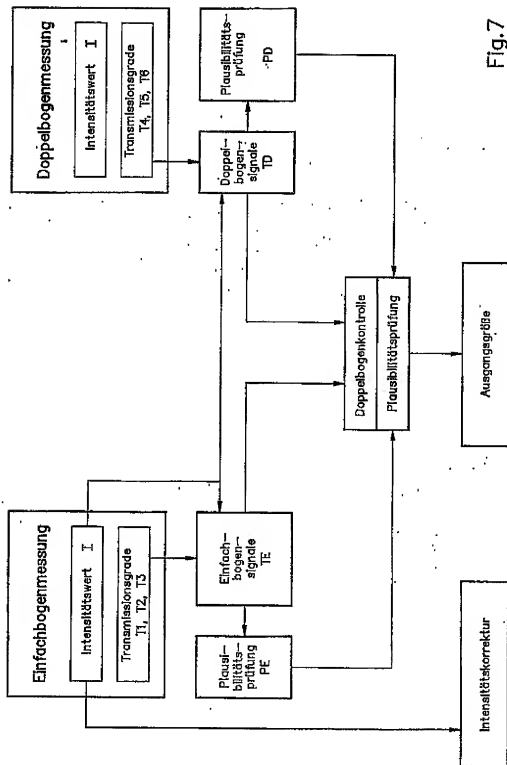 Einfachbogenmessung
Intensitätswert I
Transmissionsgrade
T1, T2, T3
Doppelbogenmessung
Intensitätswert I
Transmissionsgrade
T4, T5, T6
Plausi-
bilitäts-
prüfung
PE
Einfach-
bogen-
signale
TE
Doppel-
bogen-
signale
TD
Plausibilitäts-
prüfung
PD
Doppelbogenkontrolle
Plausibilitätsprüfung
Intensitätskorrektur
Ausgangsgröße
Fig.7